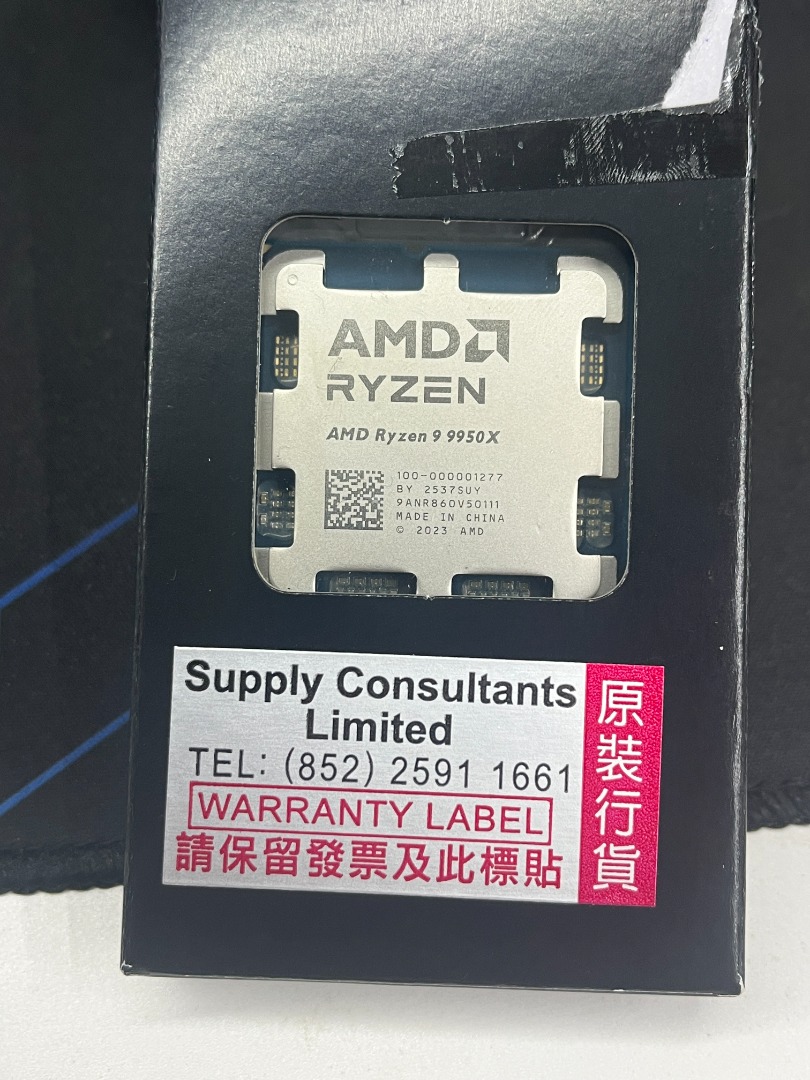 AMD
RYZEN
AMD Ryzen 9 9950X
100-000001277
BY 2537SUY
9ANR860V50111
MADE IN CHINA
© 2023 AMD
Supply Consultants
Limited
TEL: (852) 2591 1661
WARRANTY LABEL
請保留發票及此標貼
原裝行貨